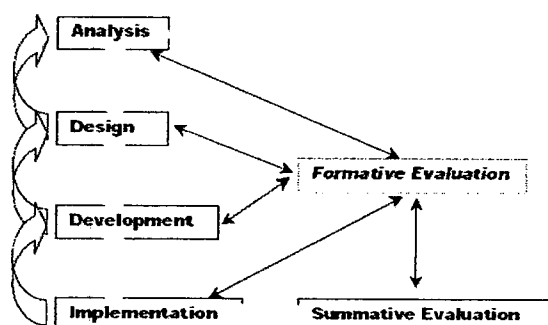 Analysis
Design
Formative Evaluation
Development
Implementation
Summative Evaluation